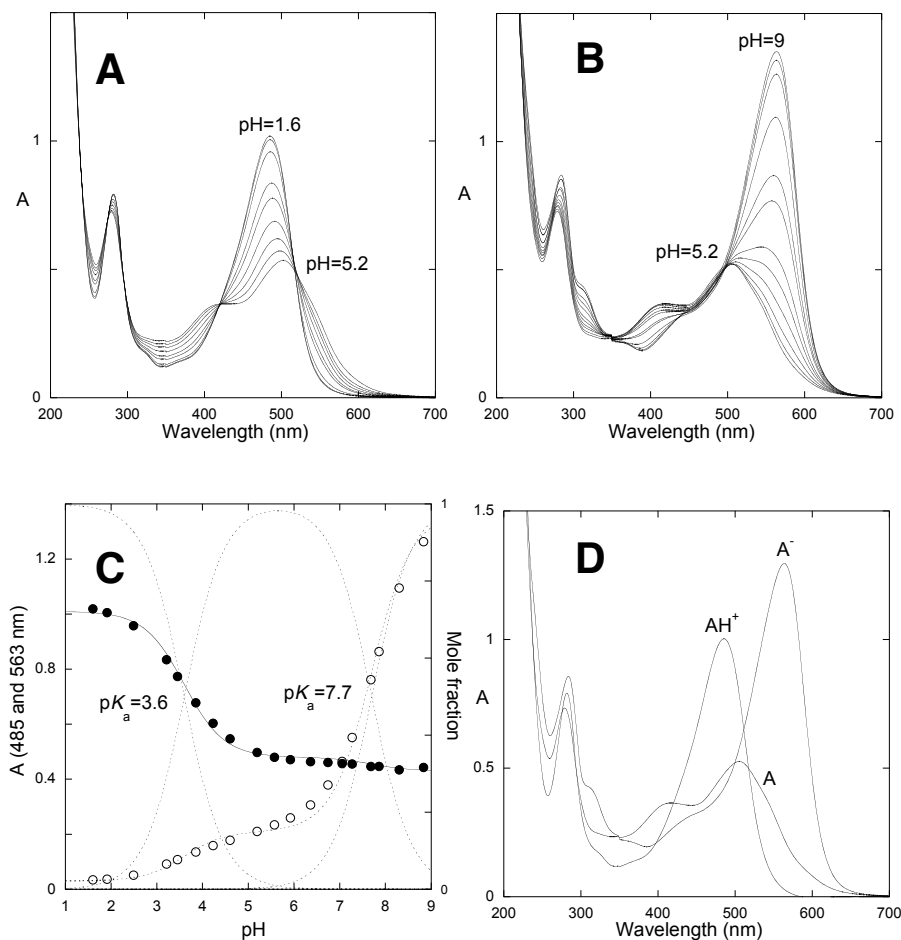 A
pH=1.6
pH=5.2
1
0
A
200 300 400 500 600 700
Wavelength (nm)
B
pH=9
pH=5.2
1
0
A
200 300 400 500 600 700
Wavelength (nm)
C
pKa=3.6
pKa=7.7
1.2
0.8
0.4
0
A (485 and 563 nm)
1
0
Mole fraction
1 2 3 4 5 6 7 8 9
pH
D
AH+
A-
A
1.5
1
0.5
0
A
200 300 400 500 600 700
Wavelength (nm)